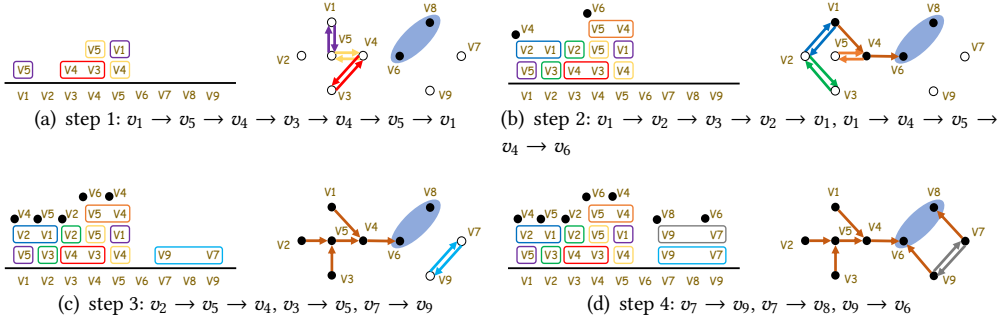 V5 V1
V5 V4 V3 V4
V1 V2 V3 V4 V5 V6 V7 V8 V9
V1 V8
V5 V4 V7
V2 V6
V3 V9
(a) step 1: v₁ → v₅ → v₄ → v₃ → v₄ → v₅ → v₁
V6
V4 V5 V4
V2 V1 V2 V5 V1
V5 V3 V4 V3 V4
V1 V2 V3 V4 V5 V6 V7 V8 V9
V1 V8
V5 V4 V7
V2 V6
V3 V9
(b) step 2: v₁ → v₂ → v₃ → v₂ → v₁, v₁ → v₄ → v₅ →
v₄ → v₆
V6 V4
V4 V5 V2 V5 V4
V2 V1 V2 V5 V1
V5 V3 V4 V3 V4 V9 V7
V1 V2 V3 V4 V5 V6 V7 V8 V9
V1 V8
V2 V5 V4 V7
V6
V3 V9
(c) step 3: v₂ → v₅ → v₄, v₃ → v₅, v₇ → v₉
V6 V4
V4 V5 V2 V5 V4 V8 V6
V2 V1 V2 V5 V1 V9 V7
V5 V3 V4 V3 V4 V9 V7
V1 V2 V3 V4 V5 V6 V7 V8 V9
V1 V8
V2 V5 V4 V7
V6
V3 V9
(d) step 4: v₇ → v₉, v₇ → v₈, v₉ → v₆